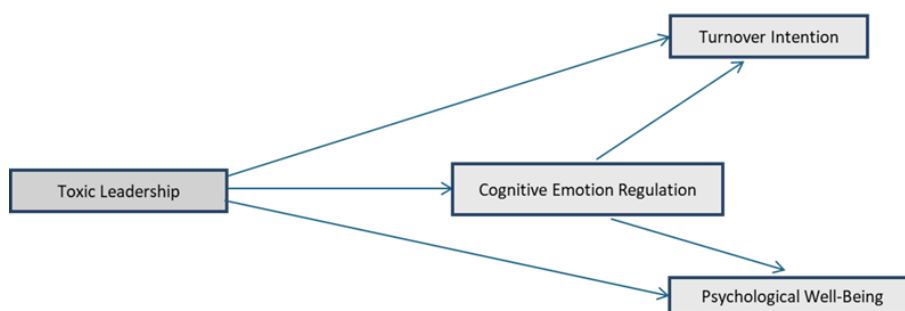 Turnover Intention
Toxic Leadership
Cognitive Emotion Regulation
Psychological Well-Being